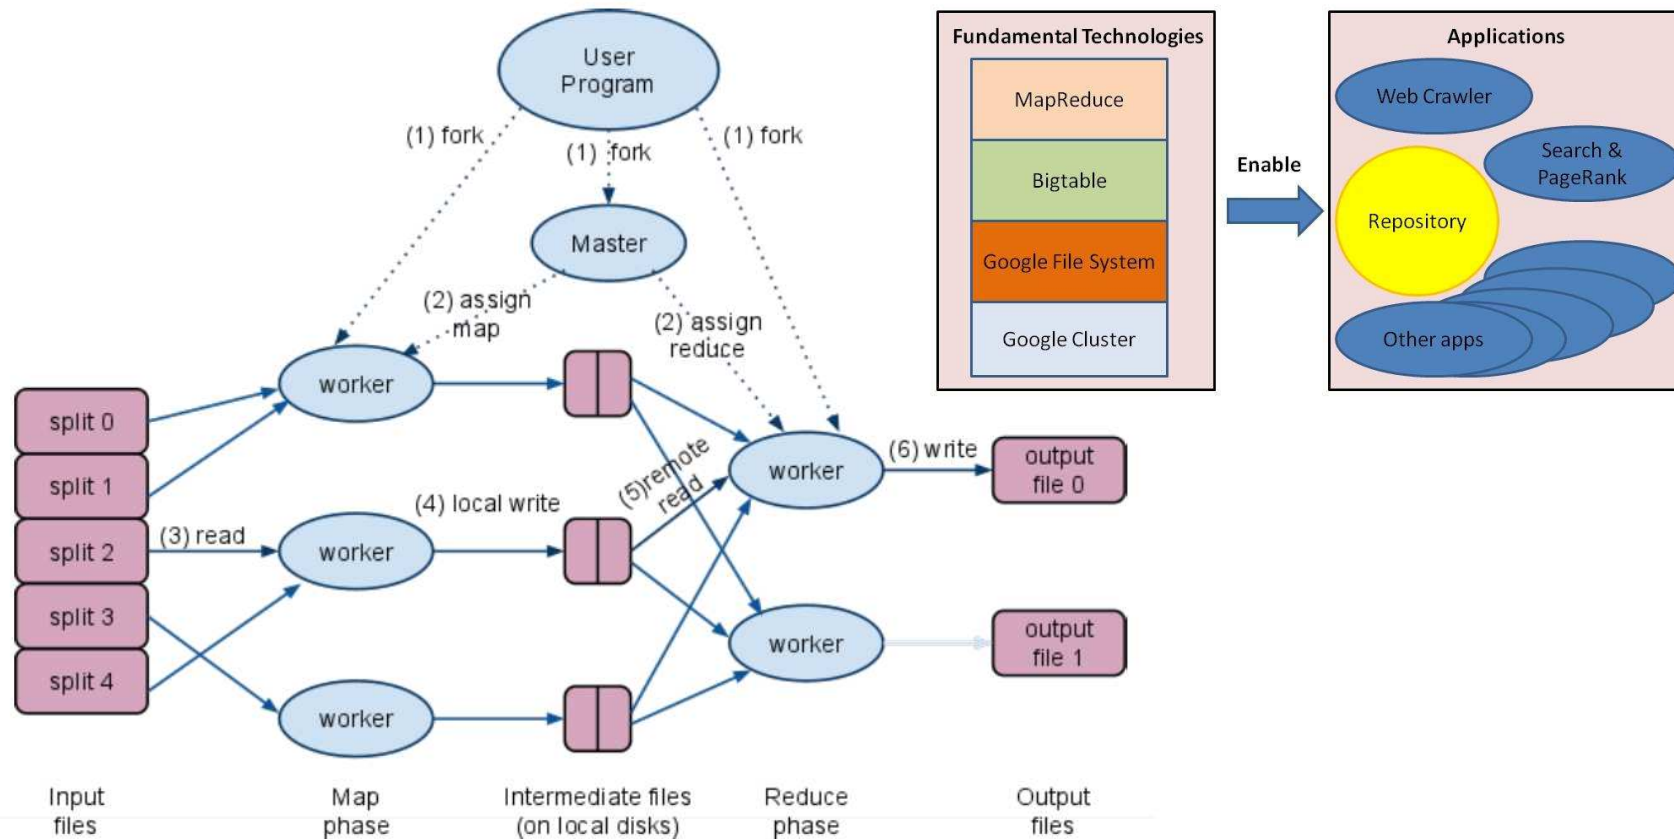 User
Program
(1) fork
(1) fork
(1) fork
Master
(2) assign
map
(2) assign
reduce
worker
split 0
split 1
split 2
split 3
split 4
(3) read
worker
worker
(4) local write
(5)remote
read
worker
worker
(6) write
output
file 0
output
file 1
Input
files
Map
phase
Intermediate files
(on local disks)
Reduce
phase
Output
files
Fundamental Technologies
MapReduce
Bigtable
Google File System
Google Cluster
Enable
Applications
Web Crawler
Search &
PageRank
Repository
Other apps